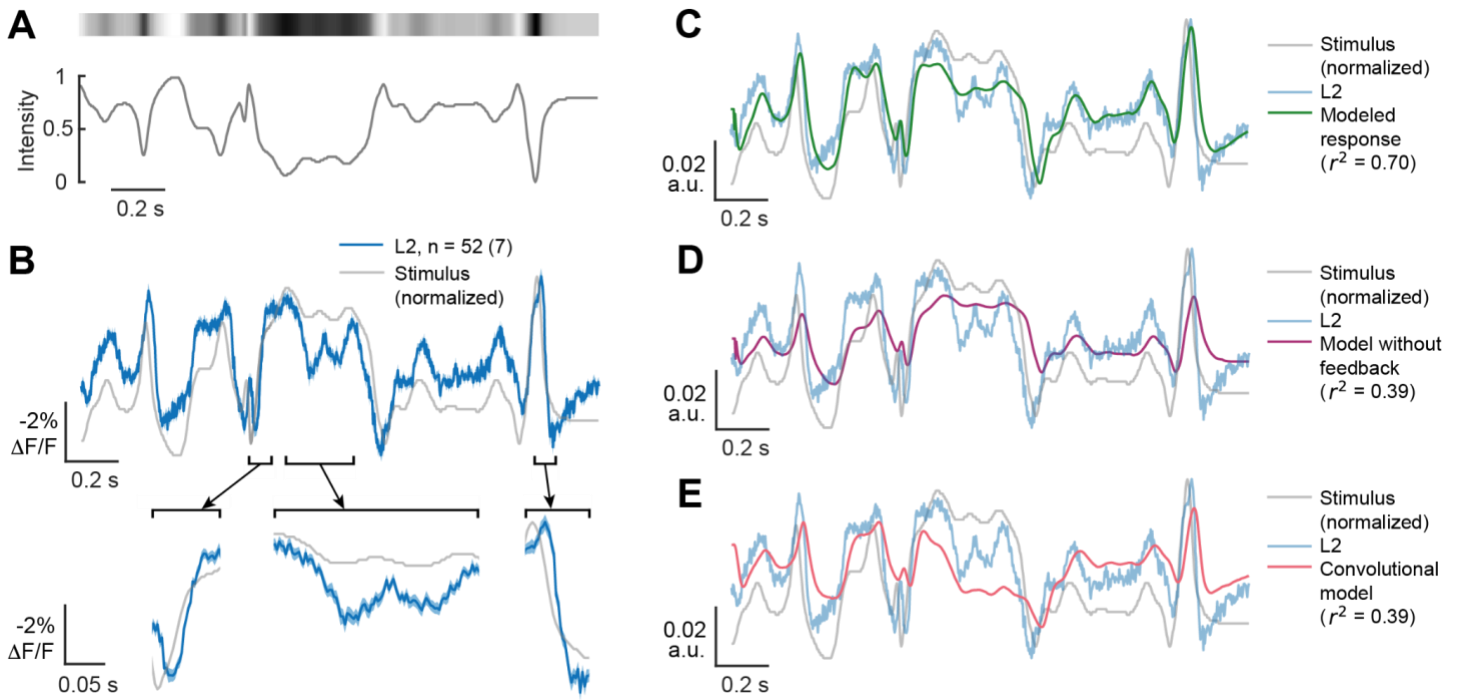 A
1
0.5
0
Intensity
0.2 s
B
L2, n = 52 (7)
Stimulus
(normalized)
-2%
ΔF/F
0.2 s
-2%
ΔF/F
0.05 s
C
Stimulus
(normalized)
L2
Modeled
response
(r² = 0.70)
0.02
a.u.
0.2 s
D
Stimulus
(normalized)
L2
Model without
feedback
(r² = 0.39)
0.02
a.u.
0.2 s
E
Stimulus
(normalized)
L2
Convolutional
model
(r² = 0.39)
0.02
a.u.
0.2 s